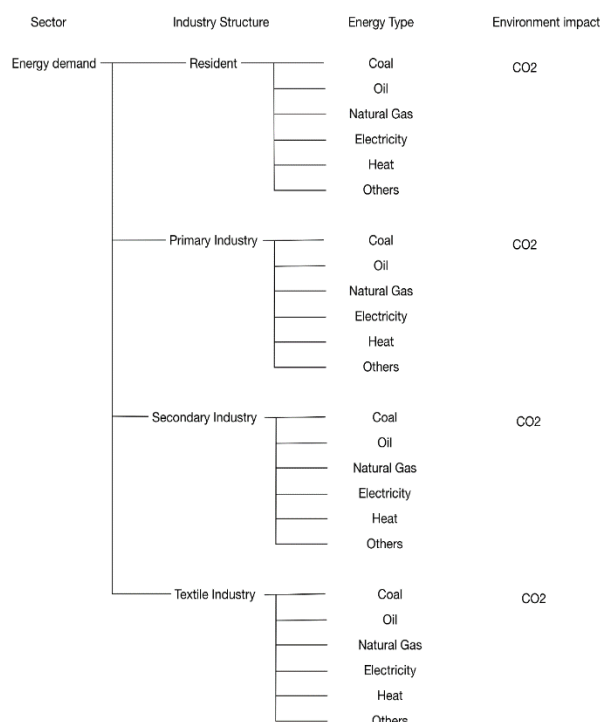 Sector Industry Structure Energy Type Environment impact
Energy demand Resident Coal CO2
Oil
Natural Gas
Electricity
Heat
Others
Primary Industry Coal CO2
Oil
Natural Gas
Electricity
Heat
Others
Secondary Industry Coal CO2
Oil
Natural Gas
Electricity
Heat
Others
Textile Industry Coal CO2
Oil
Natural Gas
Electricity
Heat
Others